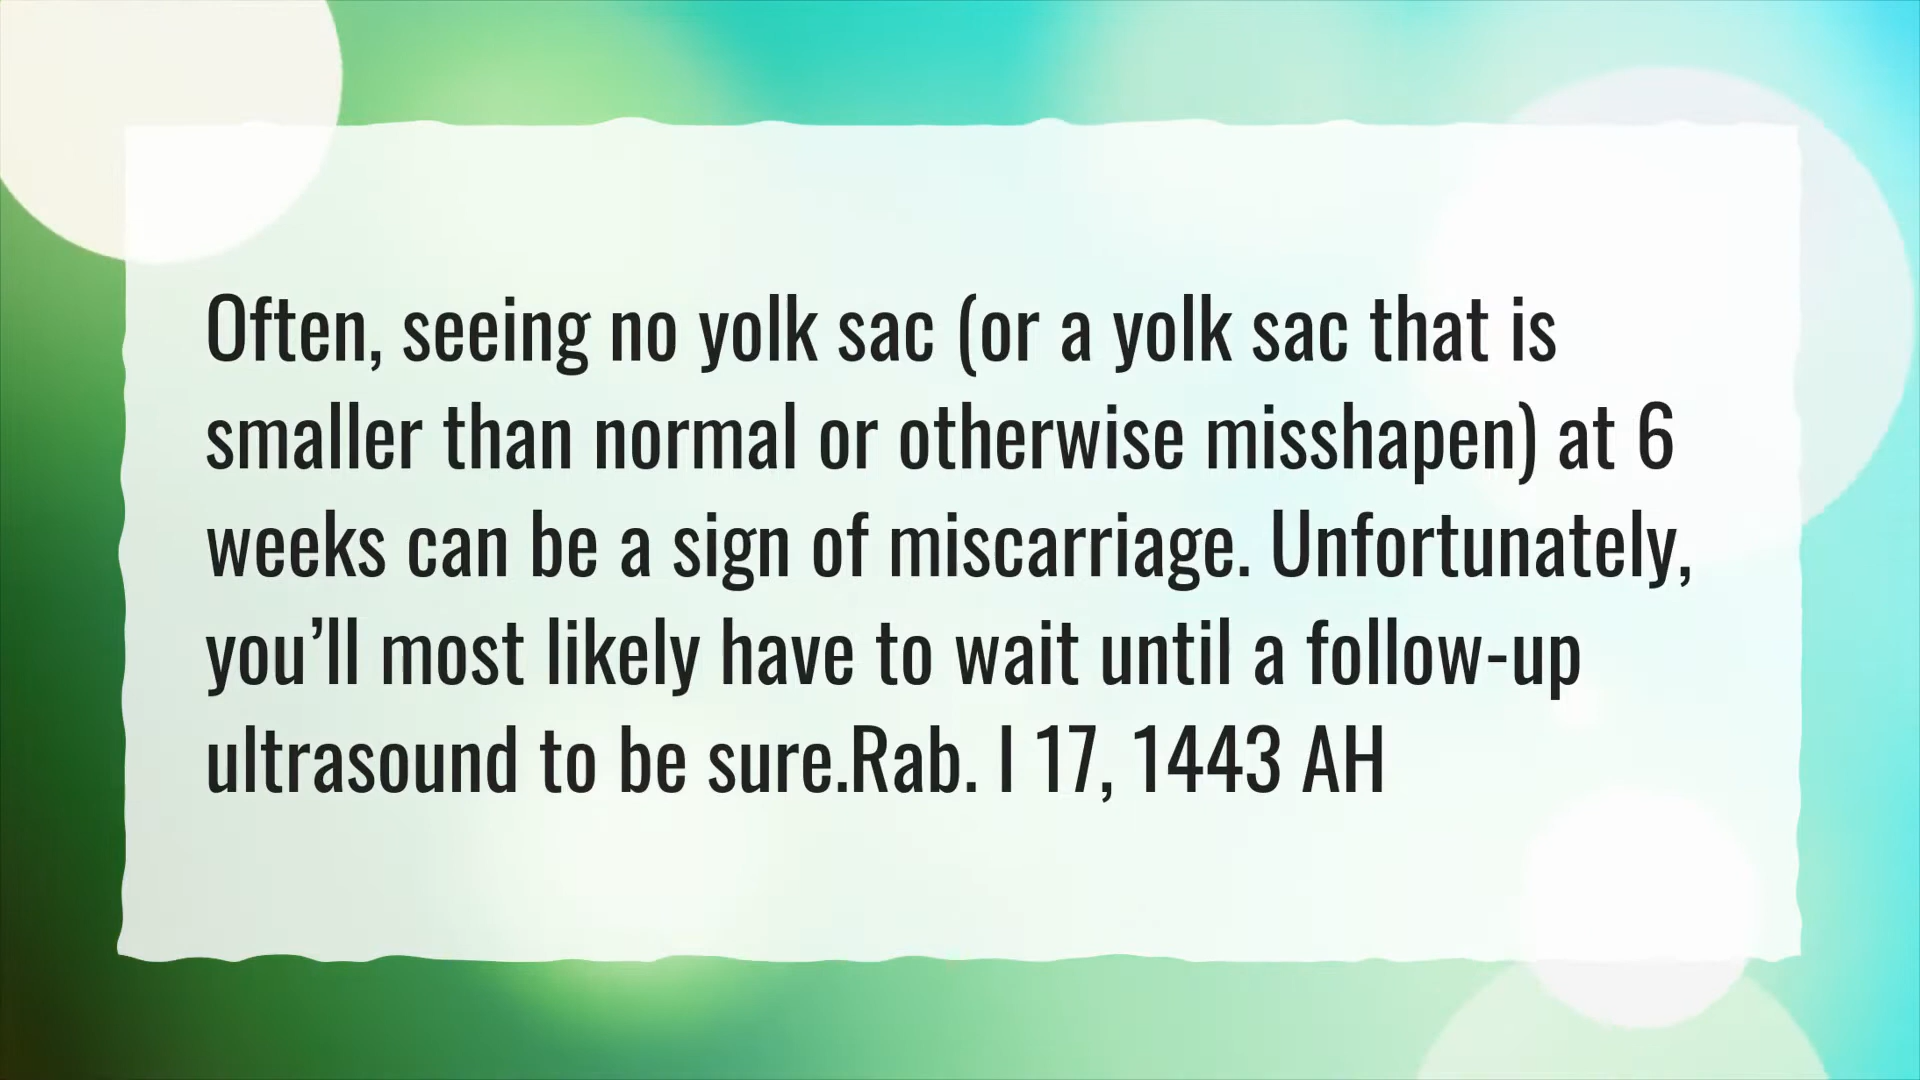 Often, seeing no yolk sac (or a yolk sac that is
smaller than normal or otherwise misshapen) at 6
weeks can be a sign of miscarriage. Unfortunately,
you’ll most likely have to wait until a follow-up
ultrasound to be sure.Rab. I 17, 1443 AH